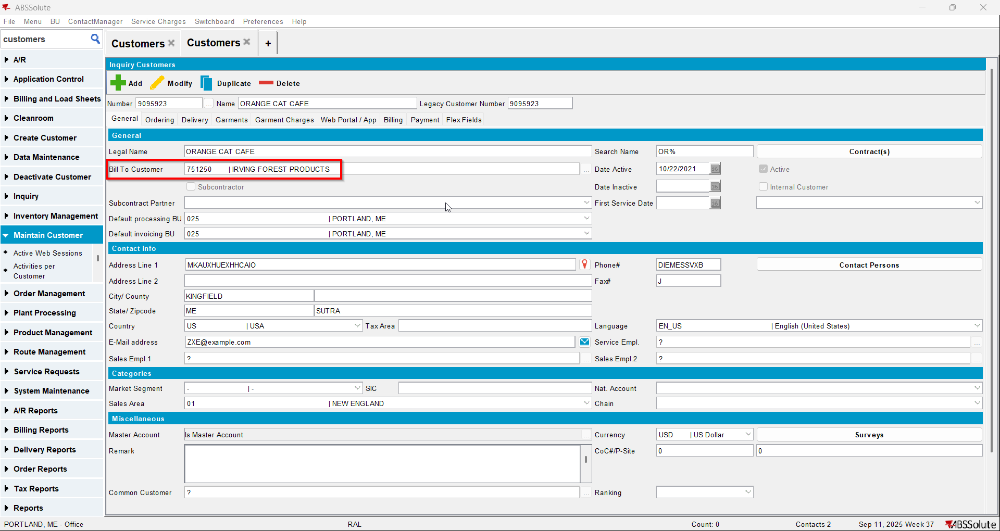 ABSSolute
File Menu BU ContactManager Service Charges Switchboard Preferences Help
customers
Customers Customers +
A/R
Application Control
Billing and Load Sheets
Cleanroom
Create Customer
Data Maintenance
Deactivate Customer
Inquiry
Inventory Management
Maintain Customer
Active Web Sessions
Activities per
Customer
Order Management
Plant Processing
Product Management
Route Management
Service Requests
System Maintenance
A/R Reports
Billing Reports
Delivery Reports
Order Reports
Tax Reports
Reports
Inquiry Customers
Add Modify Duplicate Delete
Number 9095923 ... Name ORANGE CAT CAFE Legacy Customer Number 9095923
General Ordering Delivery Garments Garment Charges Web Portal / App Billing Payment Flex Fields
General
Legal Name ORANGE CAT CAFE Search Name OR% Contract(s)
Bill To Customer 751250 | IRVING FOREST PRODUCTS ... Date Active 10/22/2021 16 Active
Subcontractor Date Inactive 16 Internal Customer
Subcontract Partner First Service Date 16
Default processing BU 025 | PORTLAND, ME
Default invoicing BU 025 | PORTLAND, ME
Contact info
Address Line 1 MKAUXHUEXHHCAIO Phone# DIEMESSVXB Contact Persons
Address Line 2 Fax# J
City/ County KINGFIELD
State/ Zipcode ME SUTRA
Country US | USA Tax Area Language EN_US | English (United States)
E-Mail address ZXE@example.com Service Empl. ? ...
Sales Empl.1 ? ... Sales Empl.2 ? ...
Categories
Market Segment - | - SIC Nat. Account
Sales Area 01 | NEW ENGLAND Chain
Miscellaneous
Master Account Is Master Account ... Currency USD | US Dollar Surveys
Remark CoC#/P-Site 0 0
Common Customer ? ... Ranking
PORTLAND, ME - Office RAL Count: 0 Contacts 2 Sep 11, 2025 Week 37 ABSSolute